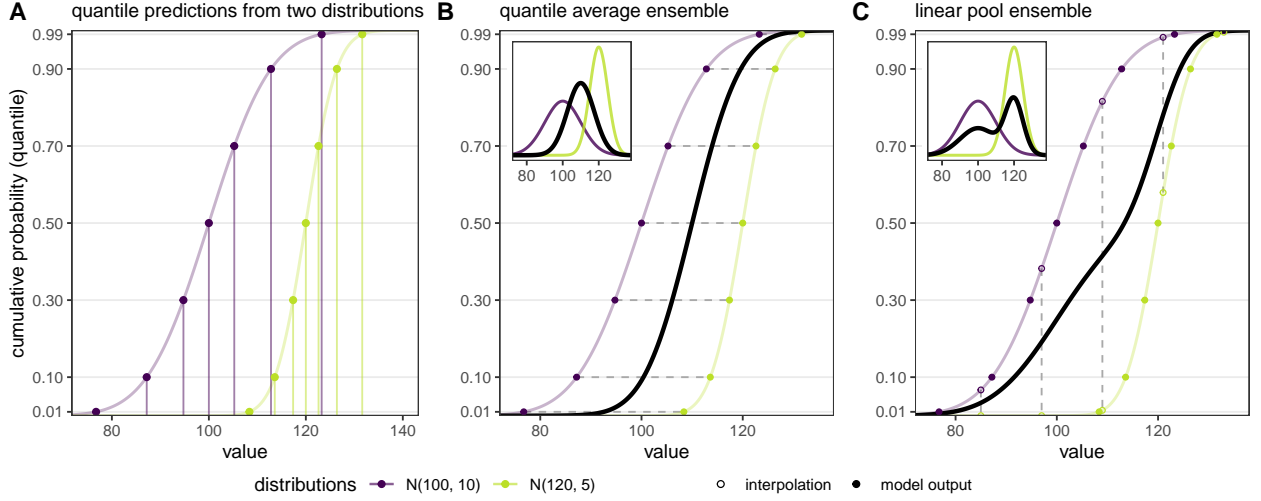 A quantile predictions from two distributions
B quantile average ensemble
C linear pool ensemble
cumulative probability (quantile)
0.99
0.90
0.70
0.50
0.30
0.10
0.01
80 100 120 140
value
0.99
0.90
0.70
0.50
0.30
0.10
0.01
80 100 120
80 100 120
value
0.99
0.90
0.70
0.50
0.30
0.10
0.01
80 100 120
80 100 120
value
distributions N(100, 10) N(120, 5) interpolation model output